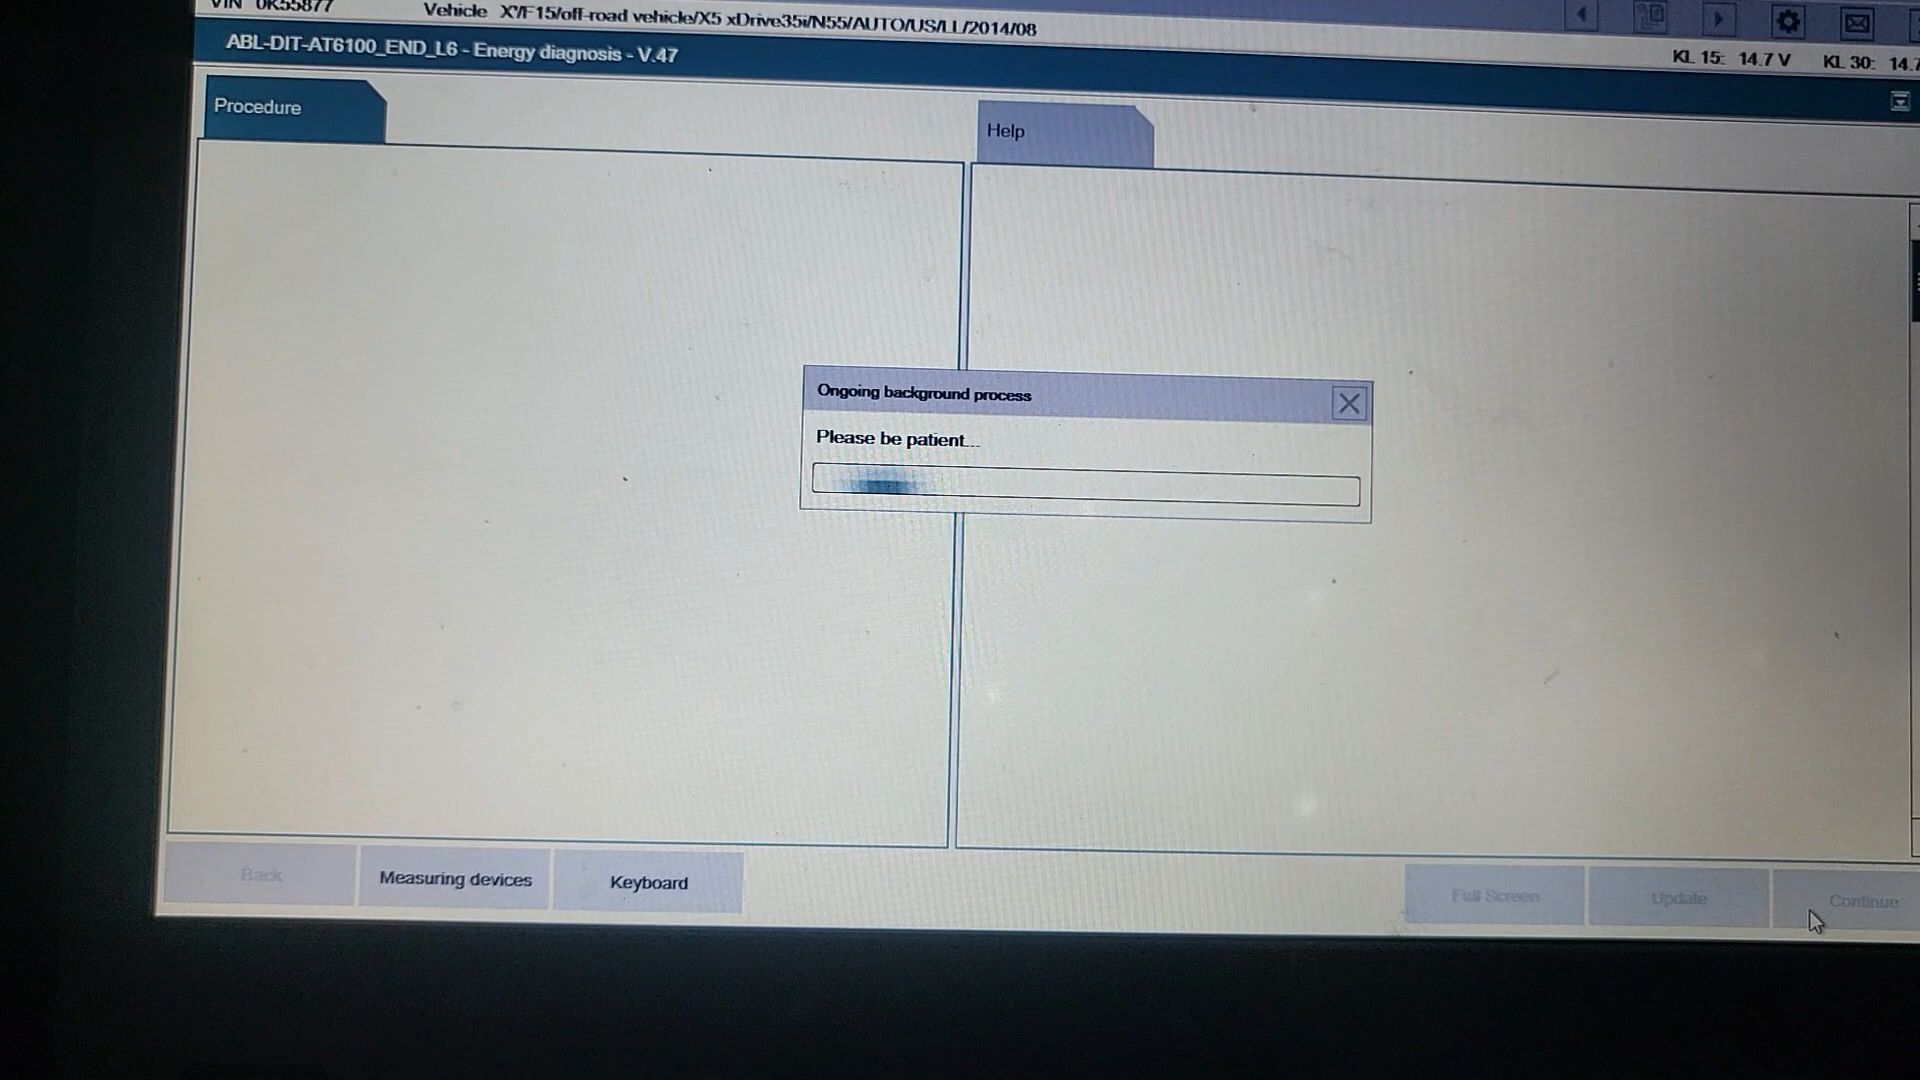 VIN 0K55877
Vehicle X'/F15/off-road vehicle/X5 xDrive35i/N55/AUTO/US/LL/2014/08
ABL-DIT-AT6100_END_L6 - Energy diagnosis - V.47
KL 15: 14.7 V KL 30: 14.7
Procedure
Help
Ongoing background process
Please be patient...
Back
Measuring devices
Keyboard
Full Screen
Update
Continue